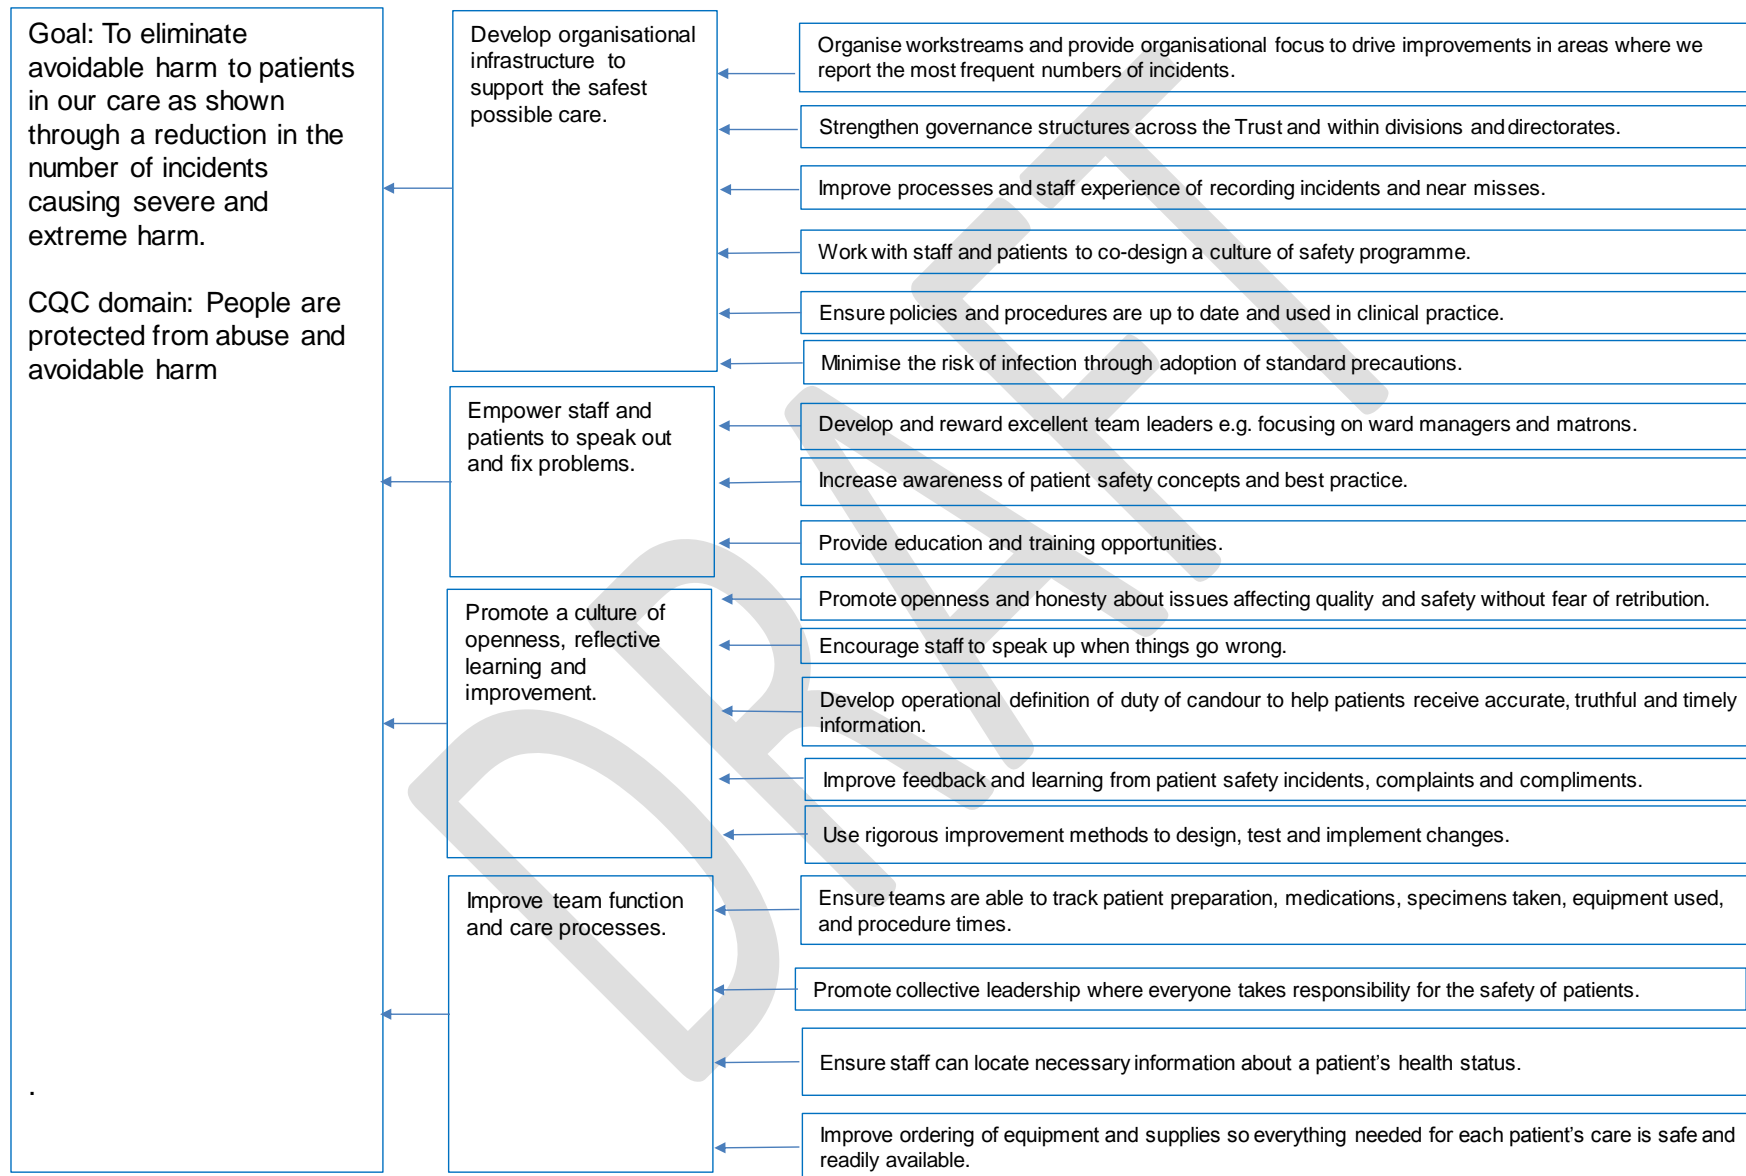 Goal: To eliminate
avoidable harm to patients
in our care as shown
through a reduction in the
number of incidents
causing severe and
extreme harm.
CQC domain: People are
protected from abuse and
avoidable harm
.
Develop organisational
infrastructure to
support the safest
possible care.
Organise workstreams and provide organisational focus to drive improvements in areas where we
report the most frequent numbers of incidents.
Strengthen governance structures across the Trust and within divisions and directorates.
Improve processes and staff experience of recording incidents and near misses.
Work with staff and patients to co-design a culture of safety programme.
Ensure policies and procedures are up to date and used in clinical practice.
Minimise the risk of infection through adoption of standard precautions.
Empower staff and
patients to speak out
and fix problems.
Develop and reward excellent team leaders e.g. focusing on ward managers and matrons.
Increase awareness of patient safety concepts and best practice.
Provide education and training opportunities.
Promote a culture of
openness, reflective
learning and
improvement.
Promote openness and honesty about issues affecting quality and safety without fear of retribution.
Encourage staff to speak up when things go wrong.
Develop operational definition of duty of candour to help patients receive accurate, truthful and timely
information.
Improve feedback and learning from patient safety incidents, complaints and compliments.
Use rigorous improvement methods to design, test and implement changes.
Improve team function
and care processes.
Ensure teams are able to track patient preparation, medications, specimens taken, equipment used,
and procedure times.
Promote collective leadership where everyone takes responsibility for the safety of patients.
Ensure staff can locate necessary information about a patient's health status.
Improve ordering of equipment and supplies so everything needed for each patient's care is safe and
readily available.
DRAFT